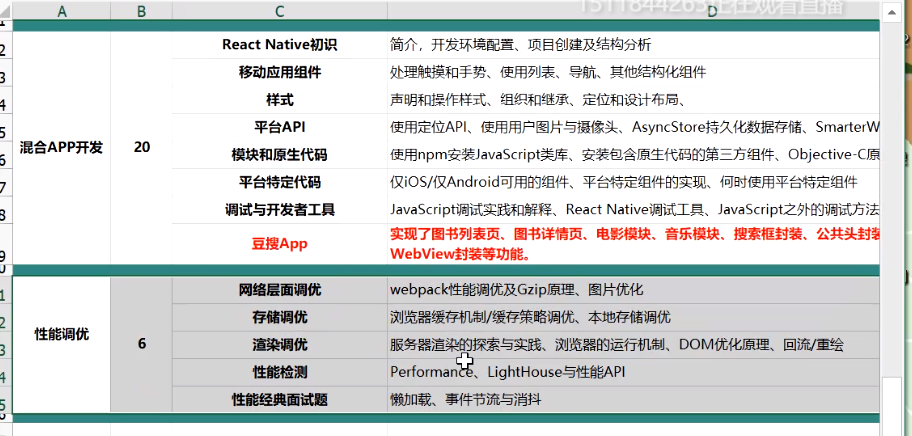 1511844263正在观看直播
A B C D
2 React Native初识 简介，开发环境配置、项目创建及结构分析
3 移动应用组件 处理触摸和手势、使用列表、导航、其他结构化组件
4 样式 声明和操作样式、组织和继承、定位和设计布局、
5 平台API 使用定位API、使用用户图片与摄像头、AsyncStore持久化数据存储、SmarterW
混合APP开发 20
6 模块和原生代码 使用npm安装JavaScript类库、安装包含原生代码的第三方组件、Objective-C原
7 平台特定代码 仅iOS/仅Android可用的组件、平台特定组件的实现、何时使用平台特定组件
8 调试与开发者工具 JavaScript调试实践和解释、React Native调试工具、JavaScript之外的调试方法
9 豆搜App 实现了图书列表页、图书详情页、电影模块、音乐模块、搜索框封装、公共头封装
WebView封装等功能。
0
1 网络层面调优 webpack性能调优及Gzip原理、图片优化
2 存储调优 浏览器缓存机制/缓存策略调优、本地存储调优
性能调优 6
3 渲染调优 服务器渲染的探索与实践、浏览器的运行机制、DOM优化原理、回流/重绘
4 性能检测 Performance、LightHouse与性能API
5 性能经典面试题 懒加载、事件节流与消抖